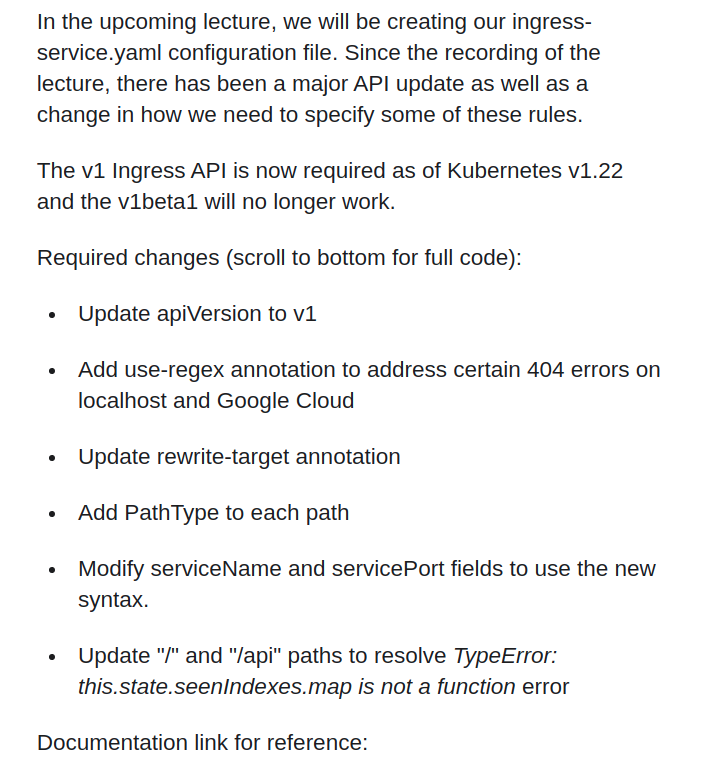 In the upcoming lecture, we will be creating our ingress-
service.yaml configuration file. Since the recording of the
lecture, there has been a major API update as well as a
change in how we need to specify some of these rules.
The v1 Ingress API is now required as of Kubernetes v1.22
and the v1beta1 will no longer work.
Required changes (scroll to bottom for full code):
• Update apiVersion to v1
• Add use-regex annotation to address certain 404 errors on
localhost and Google Cloud
• Update rewrite-target annotation
• Add PathType to each path
• Modify serviceName and servicePort fields to use the new
syntax.
• Update "/" and "/api" paths to resolve TypeError:
this.state.seenIndexes.map is not a function error
Documentation link for reference: